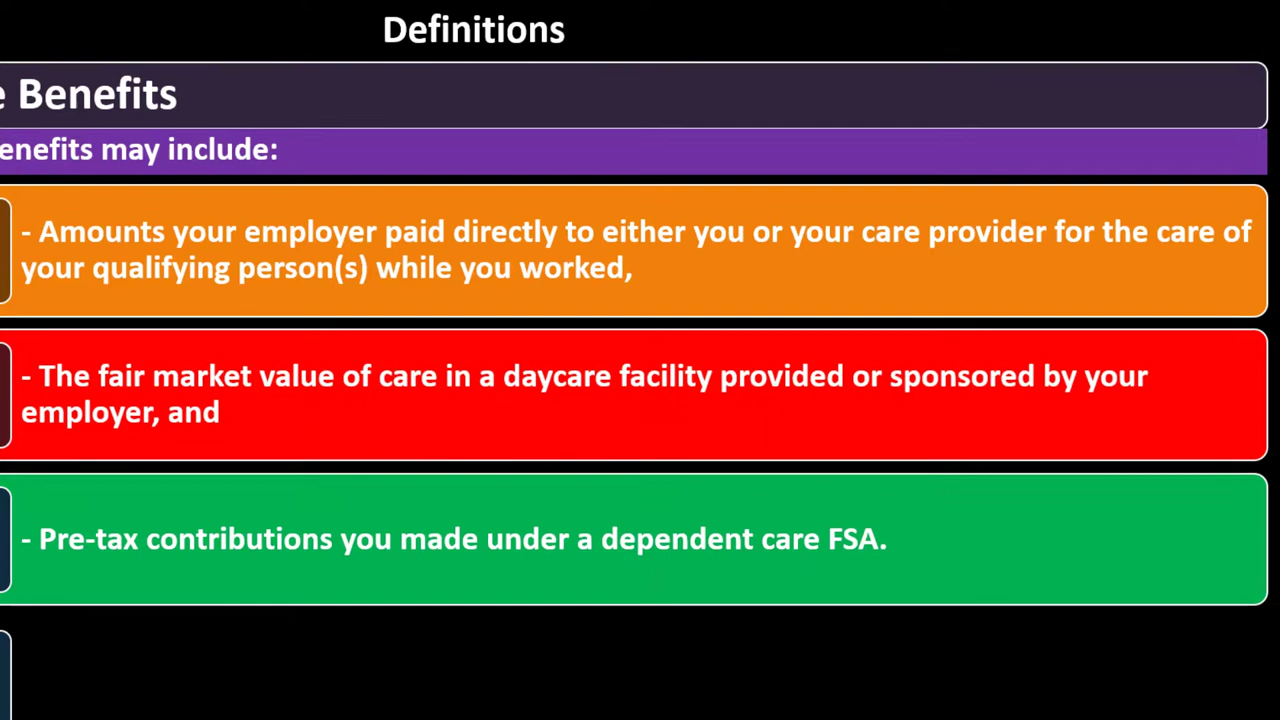 Definitions
e Benefits
enefits may include:
- Amounts your employer paid directly to either you or your care provider for the care of
your qualifying person(s) while you worked,
- The fair market value of care in a daycare facility provided or sponsored by your
employer, and
- Pre-tax contributions you made under a dependent care FSA.